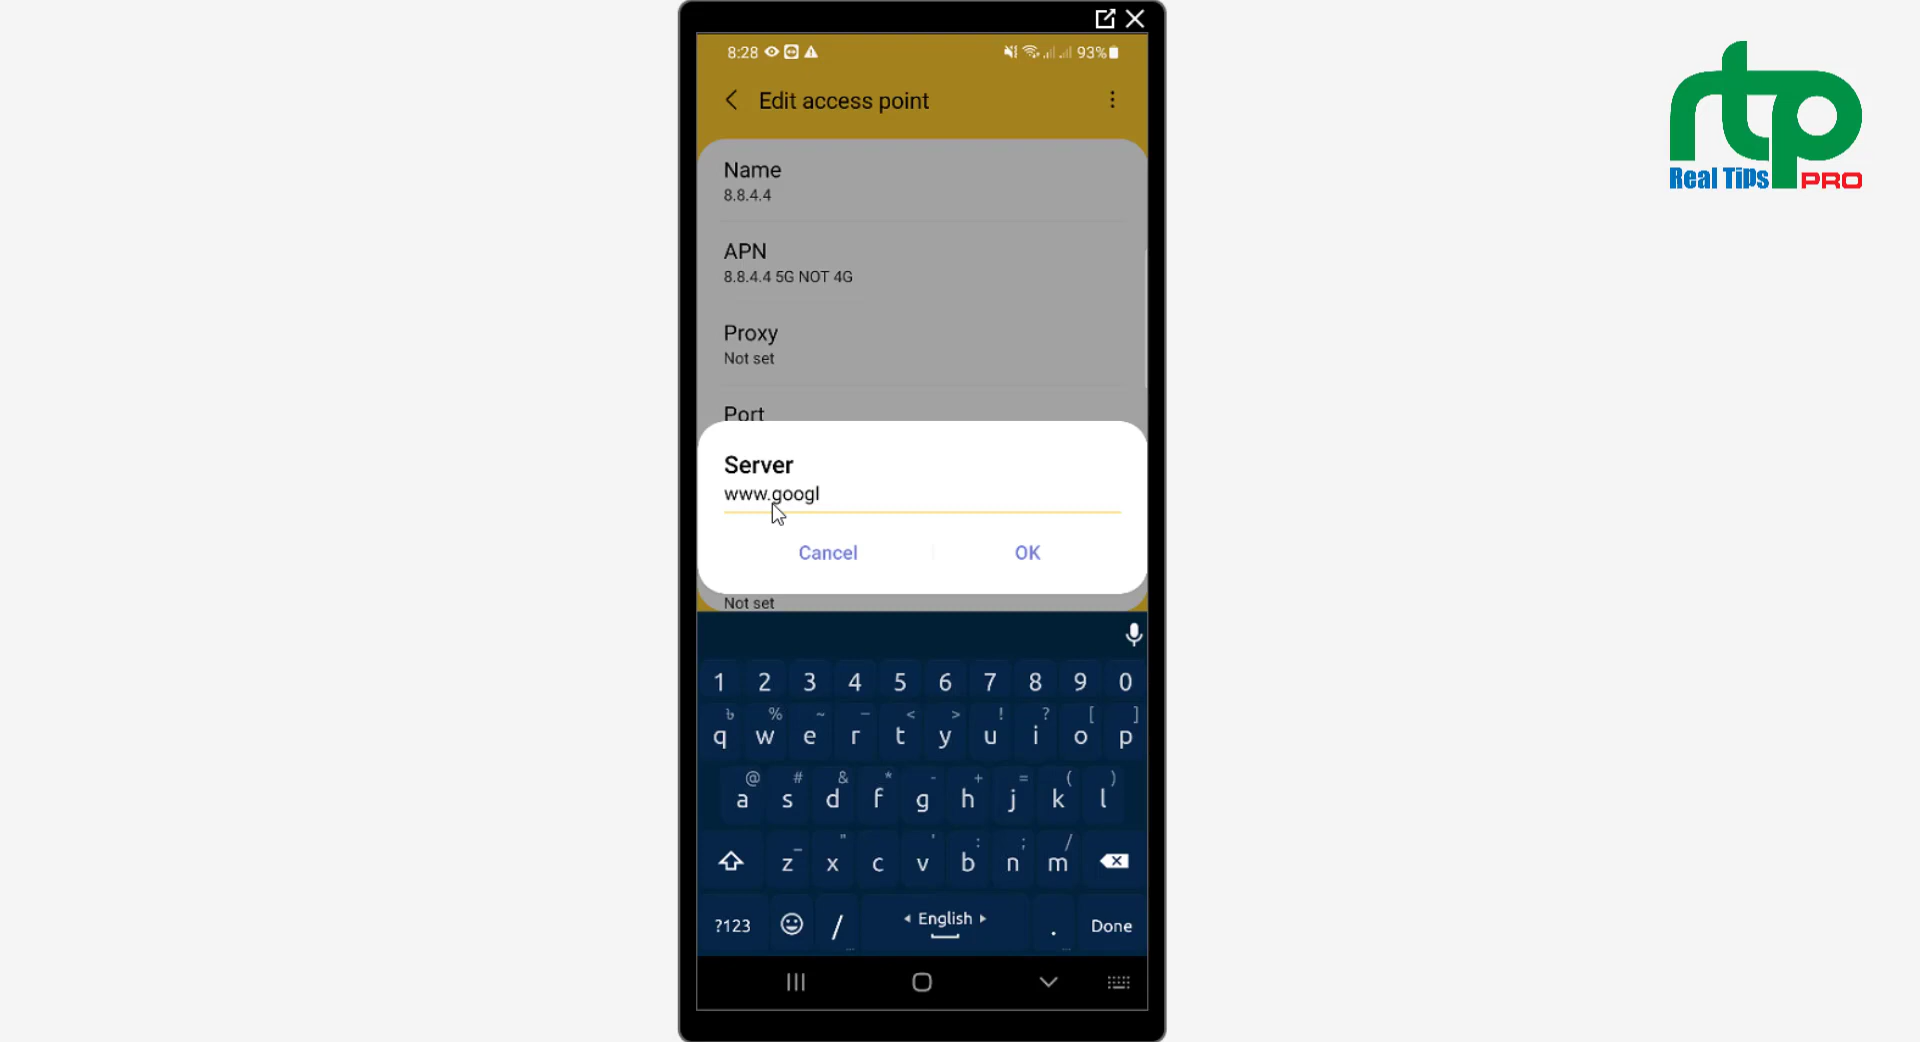 8:28
93%
Edit access point
Name
8.8.4.4
APN
8.8.4.4 5G NOT 4G
Proxy
Not set
Port
Server
www.googl
Cancel
OK
Not set
1 2 3 4 5 6 7 8 9 0
৳ % ~ – < > ! ? [ ]
q w e r t y u i o p
@ # & * - + = ( )
a s d f g h j k l
_ " ' : ; /
z x c v b n m
?123 / English . Done
rtp
Real Tips PRO